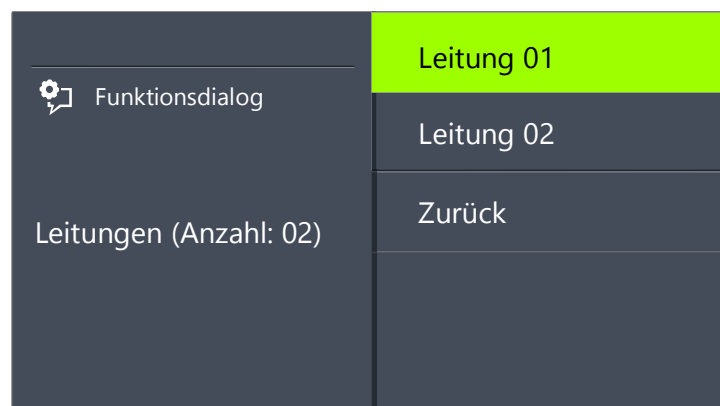 Funktionsdialog
Leitungen (Anzahl: 02)
Leitung 01
Leitung 02
Zurück